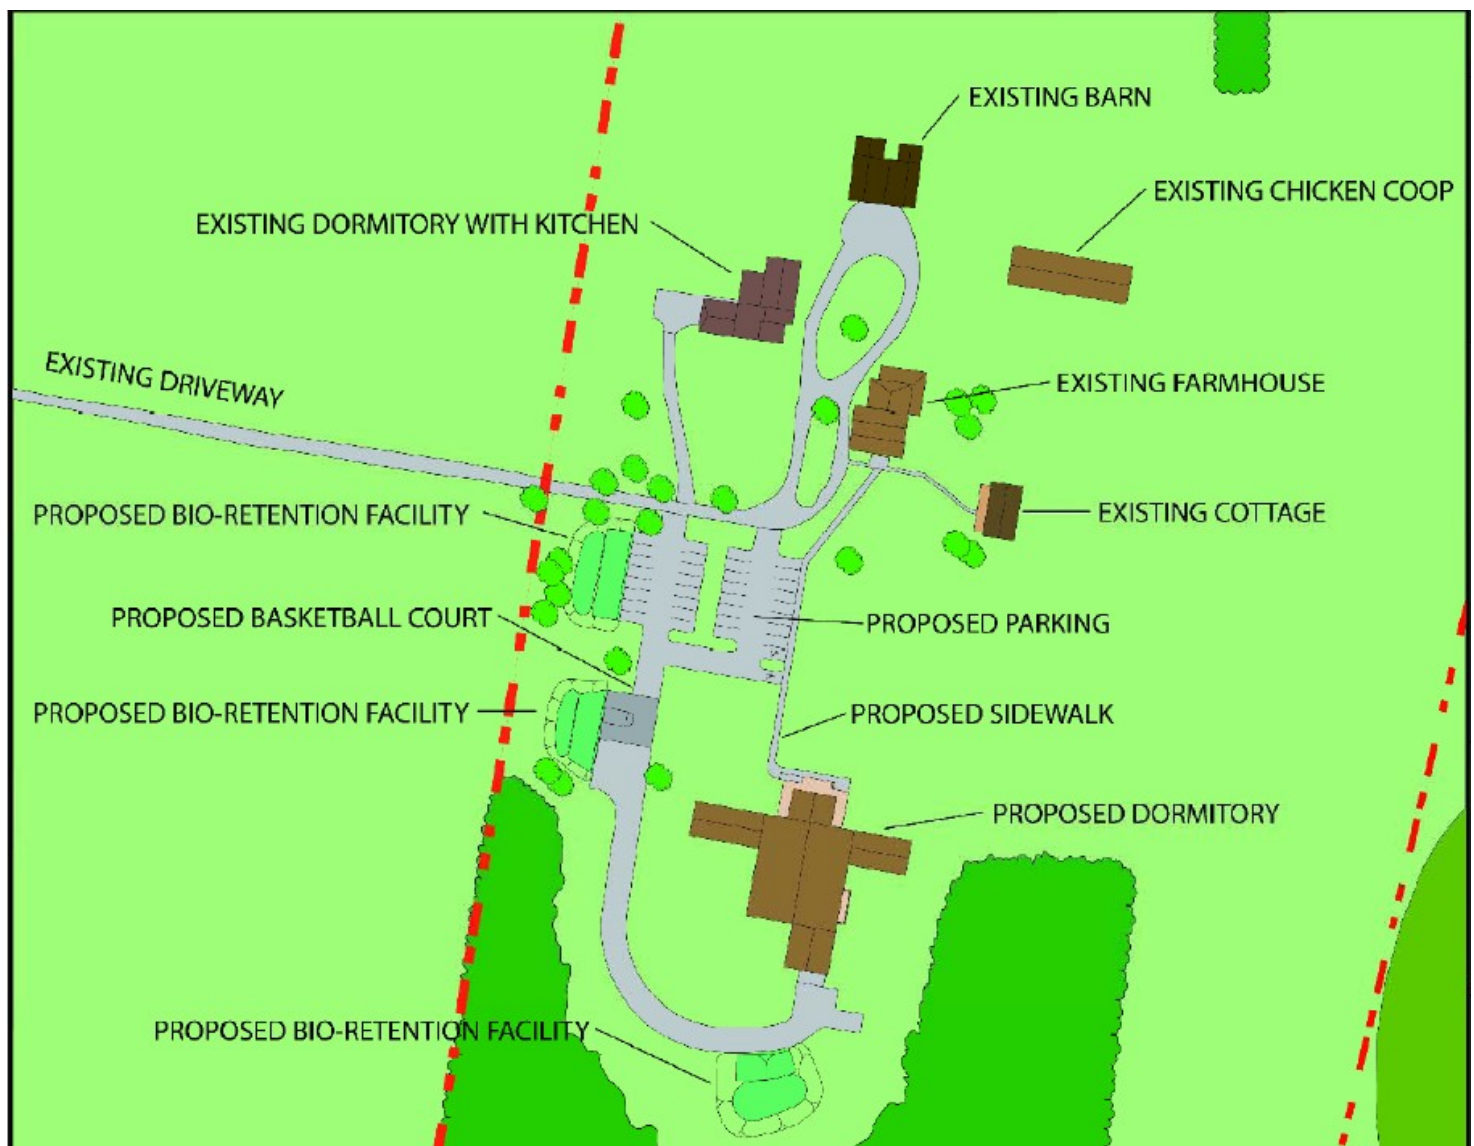 EXISTING BARN
EXISTING CHICKEN COOP
EXISTING DORMITORY WITH KITCHEN
EXISTING DRIVEWAY
EXISTING FARMHOUSE
PROPOSED BIO-RETENTION FACILITY
EXISTING COTTAGE
PROPOSED BASKETBALL COURT
PROPOSED PARKING
PROPOSED BIO-RETENTION FACILITY
PROPOSED SIDEWALK
PROPOSED DORMITORY
PROPOSED BIO-RETENTION FACILITY